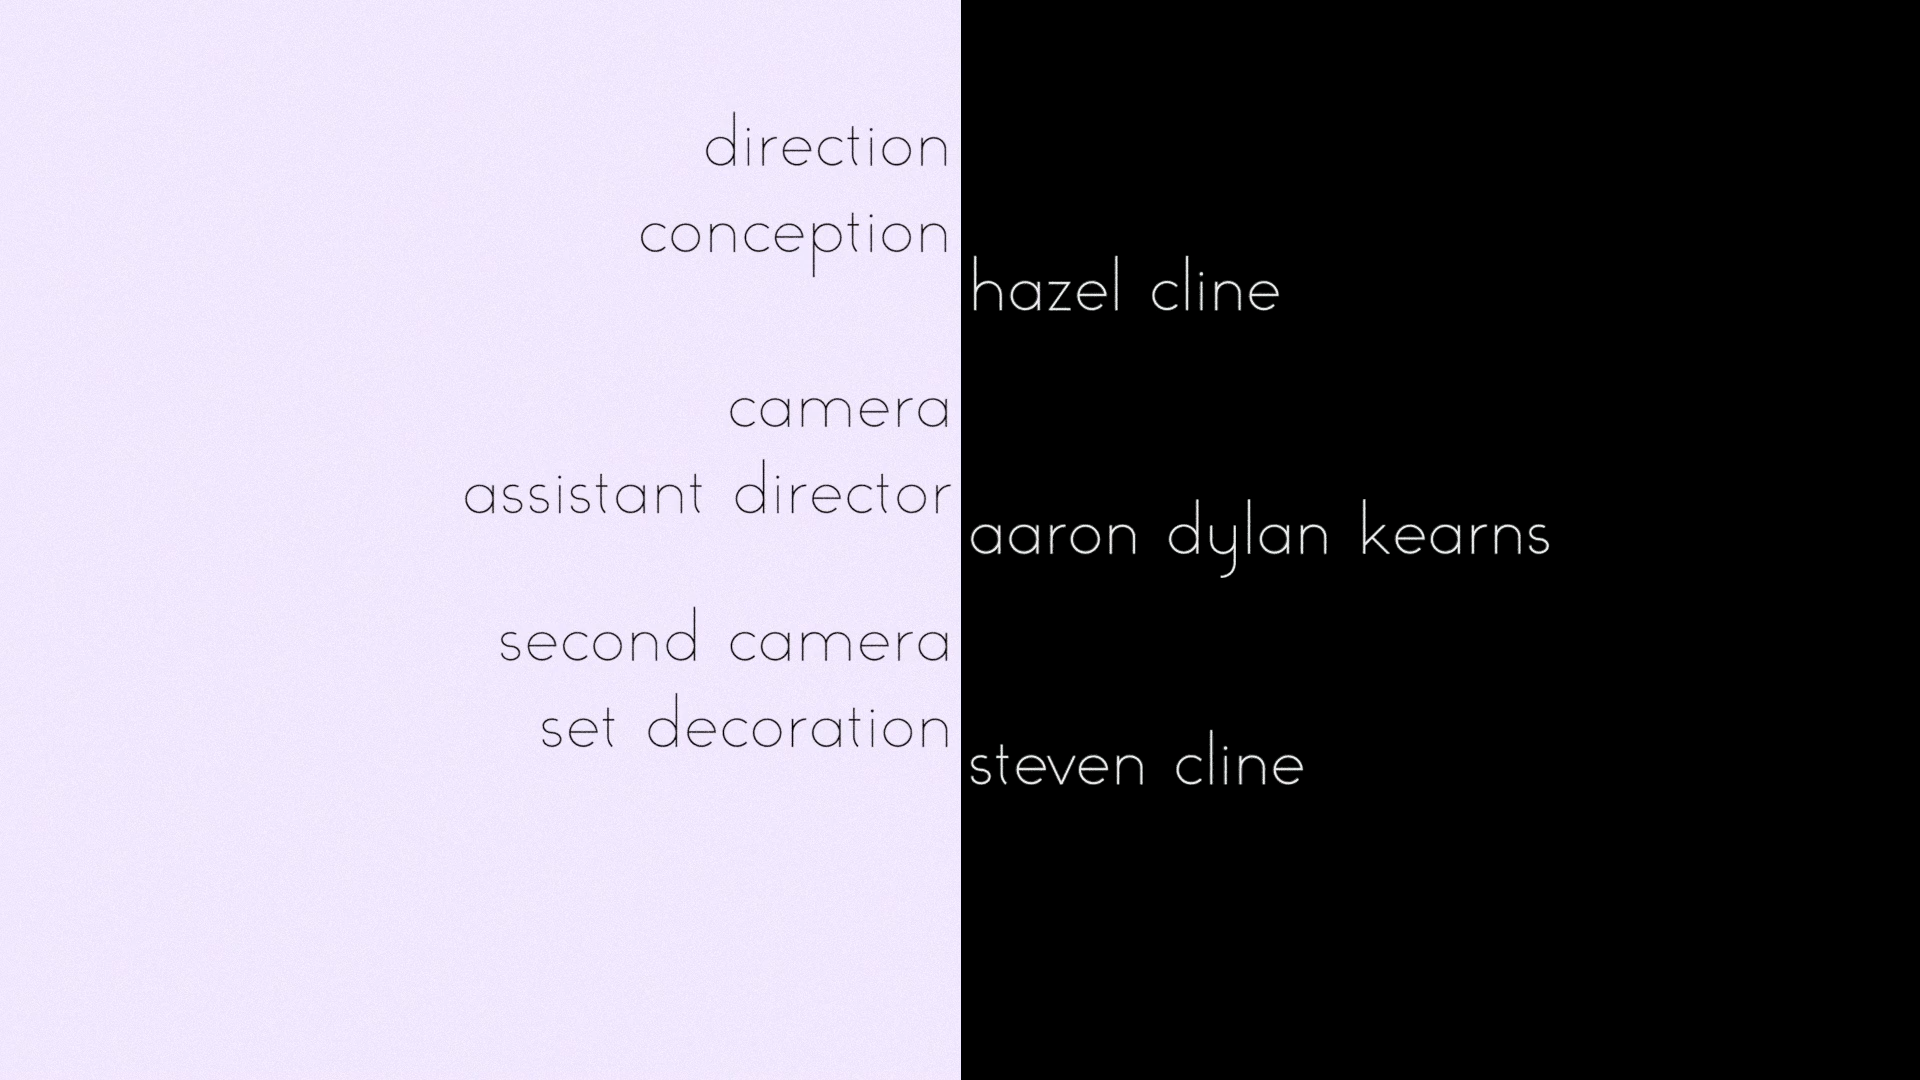 direction
conception
hazel cline
camera
assistant director
aaron dylan kearns
second camera
set decoration
steven cline